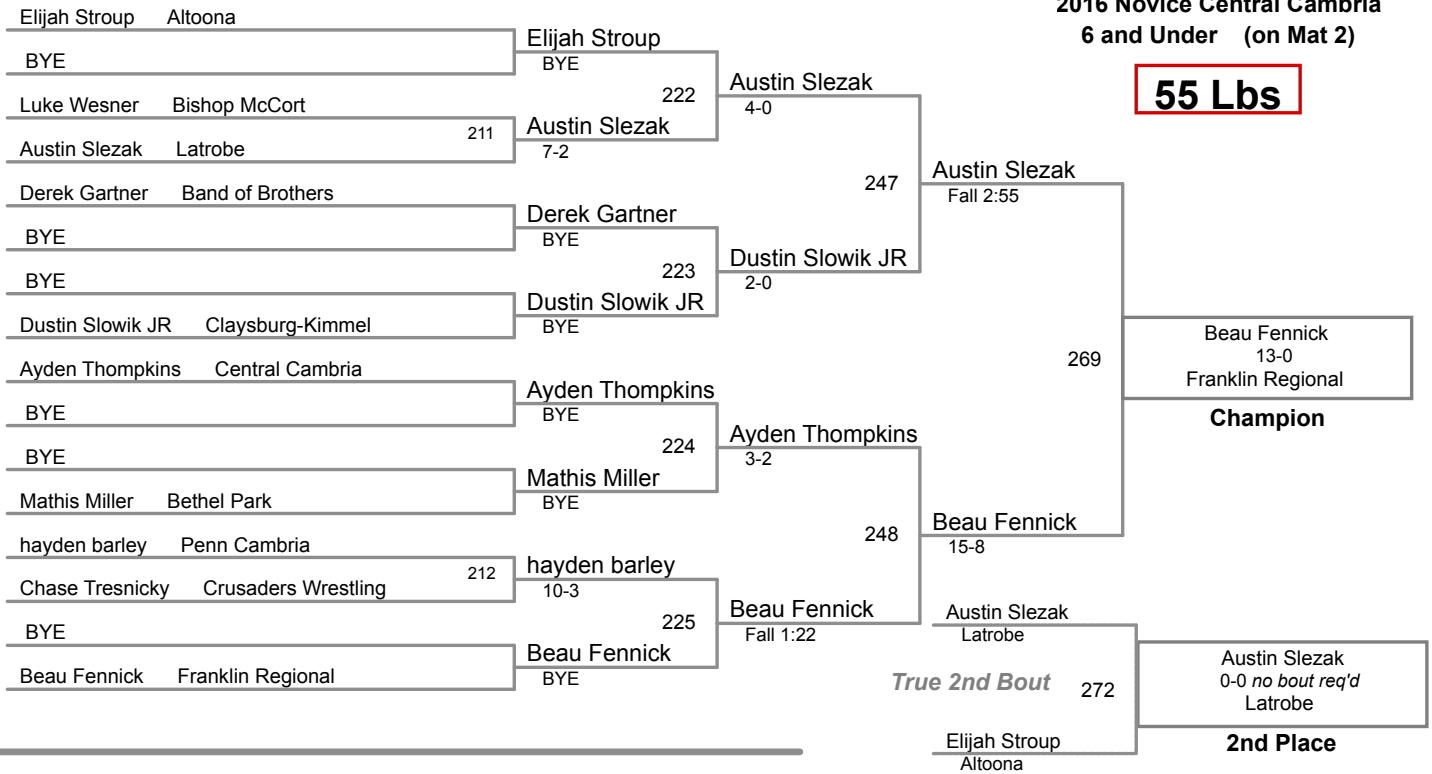 2016 Novice Central Cambria
6 and Under (on Mat 2)
55 Lbs
Elijah Stroup Altoona
BYE
Luke Wesner Bishop McCort
Austin Slezak Latrobe
Derek Gartner Band of Brothers
BYE
BYE
Dustin Slowik JR Claysburg-Kimmel
Ayden Thompkins Central Cambria
BYE
BYE
Mathis Miller Bethel Park
hayden barley Penn Cambria
Chase Tresnicky Crusaders Wrestling
BYE
Beau Fennick Franklin Regional
211
212
Elijah Stroup
BYE
Austin Slezak
7-2
Derek Gartner
BYE
Dustin Slowik JR
BYE
Ayden Thompkins
BYE
Mathis Miller
BYE
hayden barley
10-3
Beau Fennick
BYE
222
223
224
225
Austin Slezak
4-0
Dustin Slowik JR
2-0
Ayden Thompkins
3-2
Beau Fennick
Fall 1:22
247
248
Austin Slezak
Fall 2:55
Beau Fennick
15-8
269
Beau Fennick
13-0
Franklin Regional
Champion
Austin Slezak
Latrobe
True 2nd Bout 272
Elijah Stroup
Altoona
Austin Slezak
0-0 no bout req'd
Latrobe
2nd Place